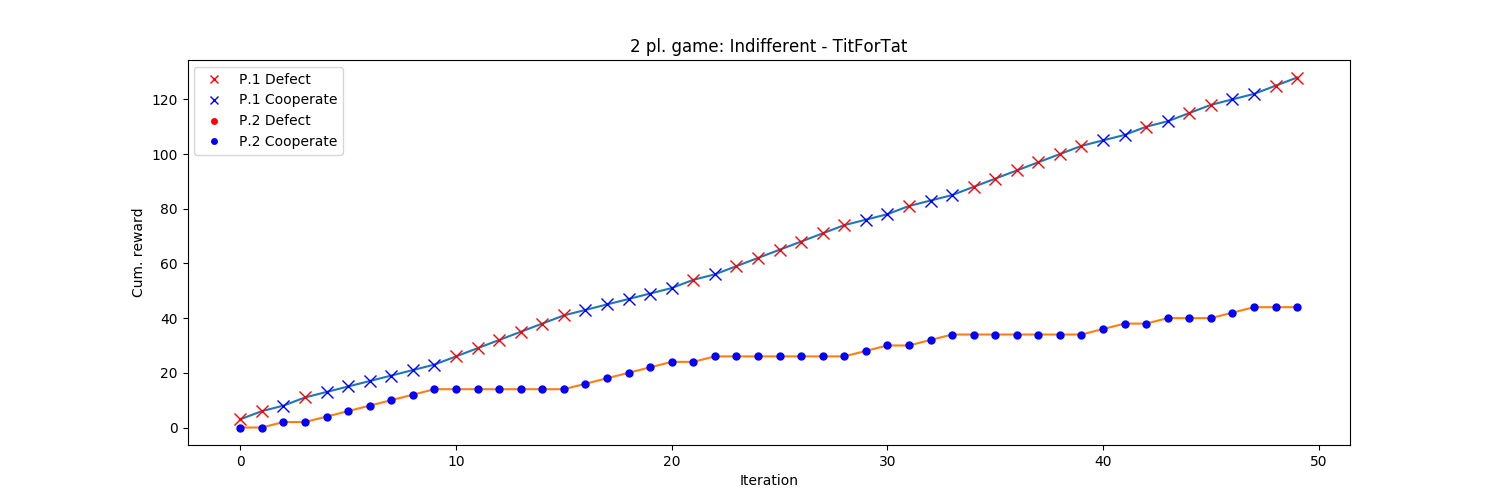 2 pl. game: Indifferent - TitForTat
P.1 Defect
P.1 Cooperate
P.2 Defect
P.2 Cooperate
Cum. reward
120
100
80
60
40
20
0
0 10 20 30 40 50
Iteration